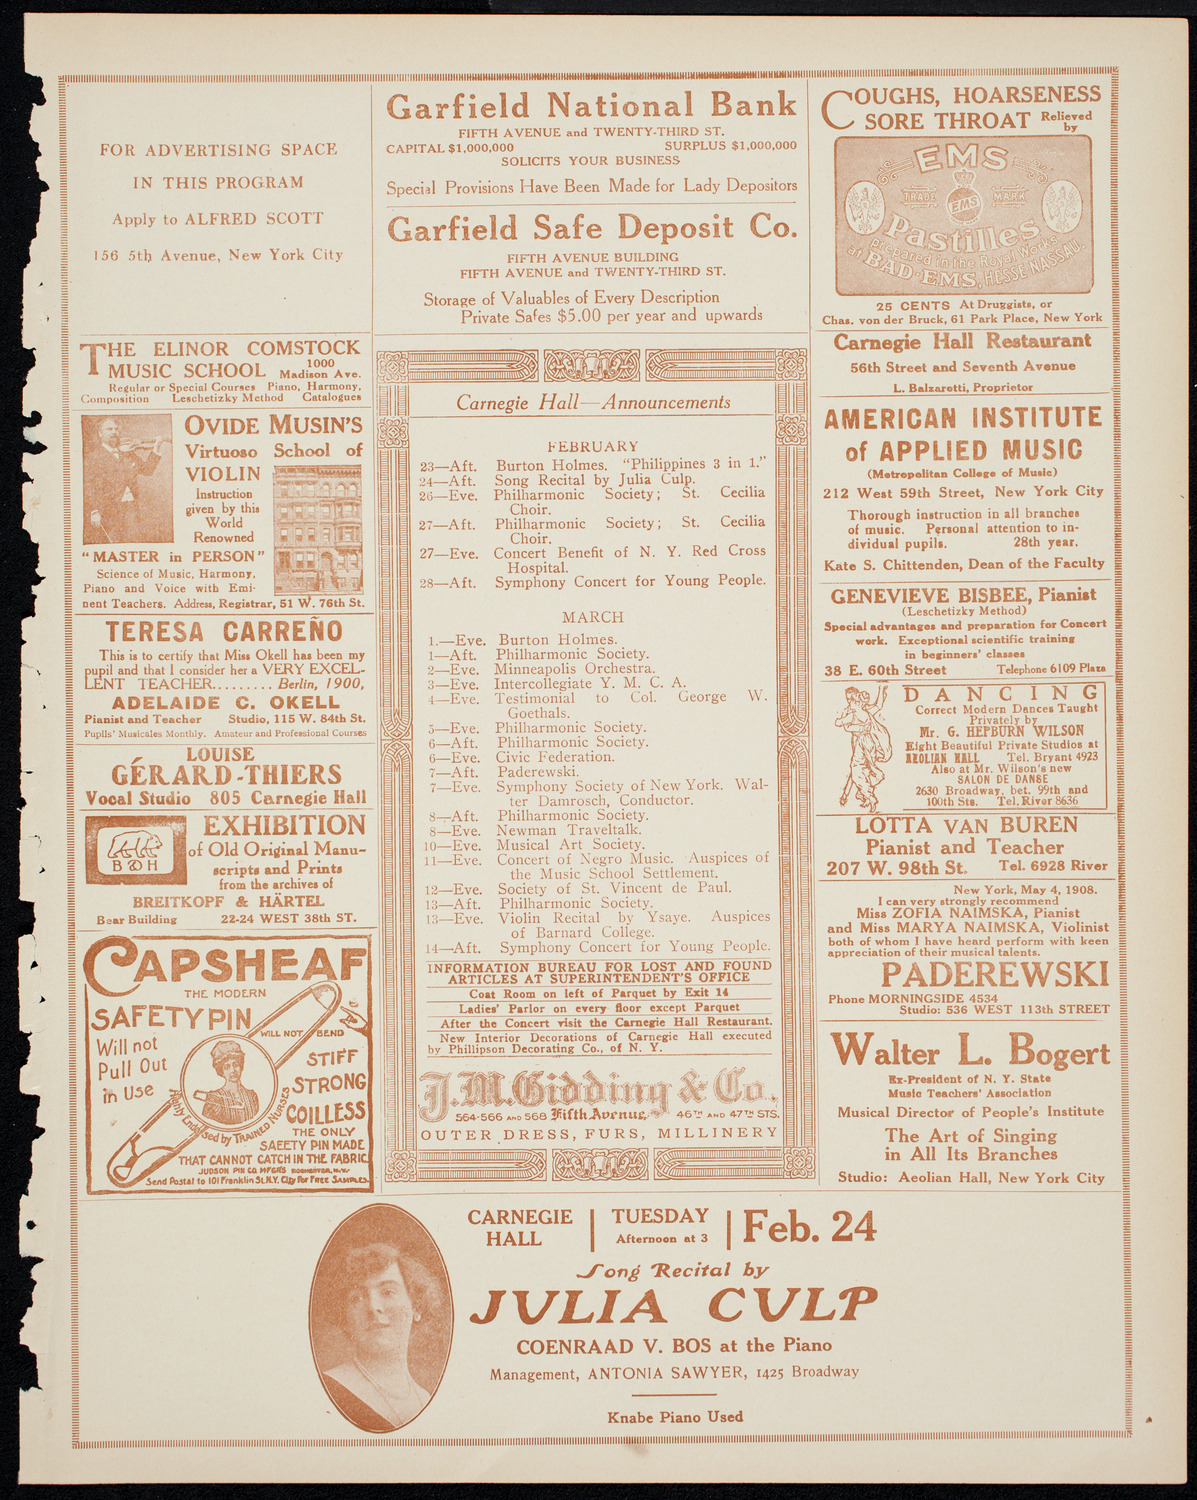 FOR ADVERTISING SPACE
IN THIS PROGRAM
Apply to ALFRED SCOTT
156 5th Avenue, New York City
THE ELINOR COMSTOCK
MUSIC SCHOOL 1000 Madison Ave.
Regular or Special Courses Piano, Harmony,
Composition Leschetizky Method Catalogues
OVIDE MUSIN'S
Virtuoso School of
VIOLIN
Instruction
given by this
World
Renowned
"MASTER in PERSON"
Science of Music, Harmony,
Piano and Voice with Emi-
nent Teachers. Address, Registrar, 51 W. 76th St.
TERESA CARREÑO
This is to certify that Miss Okell has been my
pupil and that I consider her a VERY EXCEL-
LENT TEACHER......... Berlin, 1900,
ADELAIDE C. OKELL
Pianist and Teacher Studio, 115 W. 84th St.
Pupils' Musicales Monthly. Amateur and Professional Courses
LOUISE
GÉRARD-THIERS
Vocal Studio 805 Carnegie Hall
B & H
EXHIBITION
of Old Original Manu-
scripts and Prints
from the archives of
BREITKOPF & HÄRTEL
Bear Building 22-24 WEST 38th ST.
CAPSHEAF
THE MODERN
SAFETY PIN
WILL NOT BEND
Will not
Pull Out
in Use
STIFF
STRONG
COILLESS
Highly Endorsed by TRAINED NURSES
THE ONLY
SAFETY PIN MADE
THAT CANNOT CATCH IN THE FABRIC
JUDSON PIN CO. MFGRS. ROCHESTER, N.Y.
Send Postal to 101 Franklin St. N.Y. City for FREE SAMPLES.
Garfield National Bank
FIFTH AVENUE and TWENTY-THIRD ST.
CAPITAL $1,000,000 SURPLUS $1,000,000
SOLICITS YOUR BUSINESS
Special Provisions Have Been Made for Lady Depositors
Garfield Safe Deposit Co.
FIFTH AVENUE BUILDING
FIFTH AVENUE and TWENTY-THIRD ST.
Storage of Valuables of Every Description
Private Safes $5.00 per year and upwards
Carnegie Hall—Announcements
FEBRUARY
23—Aft. Burton Holmes, "Philippines 3 in 1."
24—Aft. Song Recital by Julia Culp.
26—Eve. Philharmonic Society; St. Cecilia
Choir.
27—Aft. Philharmonic Society; St. Cecilia
Choir.
27—Eve. Concert Benefit of N. Y. Red Cross
Hospital.
28—Aft. Symphony Concert for Young People.
MARCH
1.—Eve. Burton Holmes.
1—Aft. Philharmonic Society.
2—Eve. Minneapolis Orchestra.
3—Eve. Intercollegiate Y. M. C. A.
4—Eve. Testimonial to Col. George W.
Goethals.
5—Eve. Philharmonic Society.
6—Aft. Philharmonic Society.
6—Eve. Civic Federation.
7—Aft. Paderewski.
7—Eve. Symphony Society of New York. Wal-
ter Damrosch, Conductor.
8—Aft. Philharmonic Society.
8—Eve. Newman Traveltalk.
10—Eve. Musical Art Society.
11—Eve. Concert of Negro Music. Auspices of
the Music School Settlement.
12—Eve. Society of St. Vincent de Paul.
13—Aft. Philharmonic Society.
13—Eve. Violin Recital by Ysaye. Auspices
of Barnard College.
14—Aft. Symphony Concert for Young People.
INFORMATION BUREAU FOR LOST AND FOUND
ARTICLES AT SUPERINTENDENT'S OFFICE
Coat Room on left of Parquet by Exit 14
Ladies' Parlor on every floor except Parquet
After the Concert visit the Carnegie Hall Restaurant.
New Interior Decorations of Carnegie Hall executed
by Phillipson Decorating Co., of N. Y.
J. M. Gidding & Co.
564-566 AND 568 Fifth Avenue 46TH AND 47TH STS.
OUTER DRESS, FURS, MILLINERY
COUGHS, HOARSENESS
SORE THROAT Relieved by
EMS
TRADE EMS MARK
Pastilles
prepared in the Royal Works
at BAD-EMS, HESSE NASSAU.
25 CENTS At Druggists, or
Chas. von der Bruck, 61 Park Place, New York
Carnegie Hall Restaurant
56th Street and Seventh Avenue
L. Balzaretti, Proprietor
AMERICAN INSTITUTE
of APPLIED MUSIC
(Metropolitan College of Music)
212 West 59th Street, New York City
Thorough instruction in all branches
of music. Personal attention to in-
dividual pupils. 28th year.
Kate S. Chittenden, Dean of the Faculty
GENEVIEVE BISBEE, Pianist
(Leschetizky Method)
Special advantages and preparation for Concert
work. Exceptional scientific training
in beginners' classes
38 E. 60th Street Telephone 6109 Plaza
DANCING
Correct Modern Dances Taught
Privately by
Mr. G. HEPBURN WILSON
Eight Beautiful Private Studios at
AEOLIAN HALL Tel. Bryant 4923
Also at Mr. Wilson's new
SALON DE DANSE
2630 Broadway, bet. 99th and
100th Sts. Tel. River 8636
LOTTA VAN BUREN
Pianist and Teacher
207 W. 98th St. Tel. 6928 River
New York, May 4, 1908.
I can very strongly recommend
Miss ZOFIA NAIMSKA, Pianist
and Miss MARYA NAIMSKA, Violinist
both of whom I have heard perform with keen
appreciation of their musical talents.
PADEREWSKI
Phone MORNINGSIDE 4534
Studio: 536 WEST 113th STREET
Walter L. Bogert
Ex-President of N. Y. State
Music Teachers' Association
Musical Director of People's Institute
The Art of Singing
in All Its Branches
Studio: Aeolian Hall, New York City
CARNEGIE HALL | TUESDAY Afternoon at 3 | Feb. 24
Song Recital by
JULIA CULP
COENRAAD V. BOS at the Piano
Management, ANTONIA SAWYER, 1425 Broadway
Knabe Piano Used